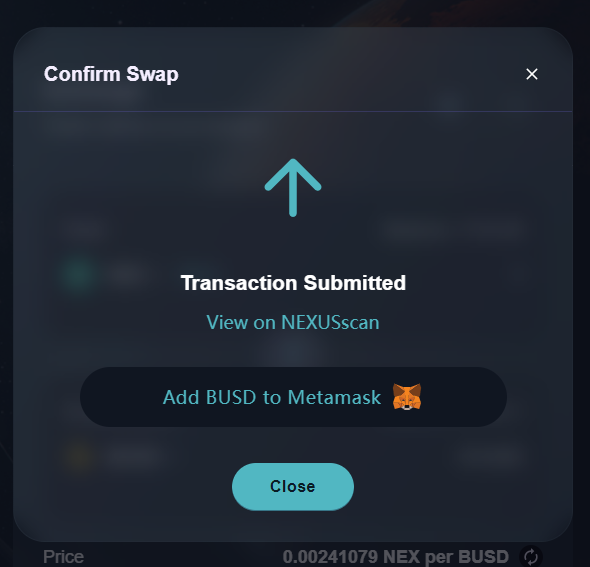 Confirm Swap
Transaction Submitted
View on NEXUSscan
Add BUSD to Metamask
Close
Price 0.00241079 NEX per BUSD